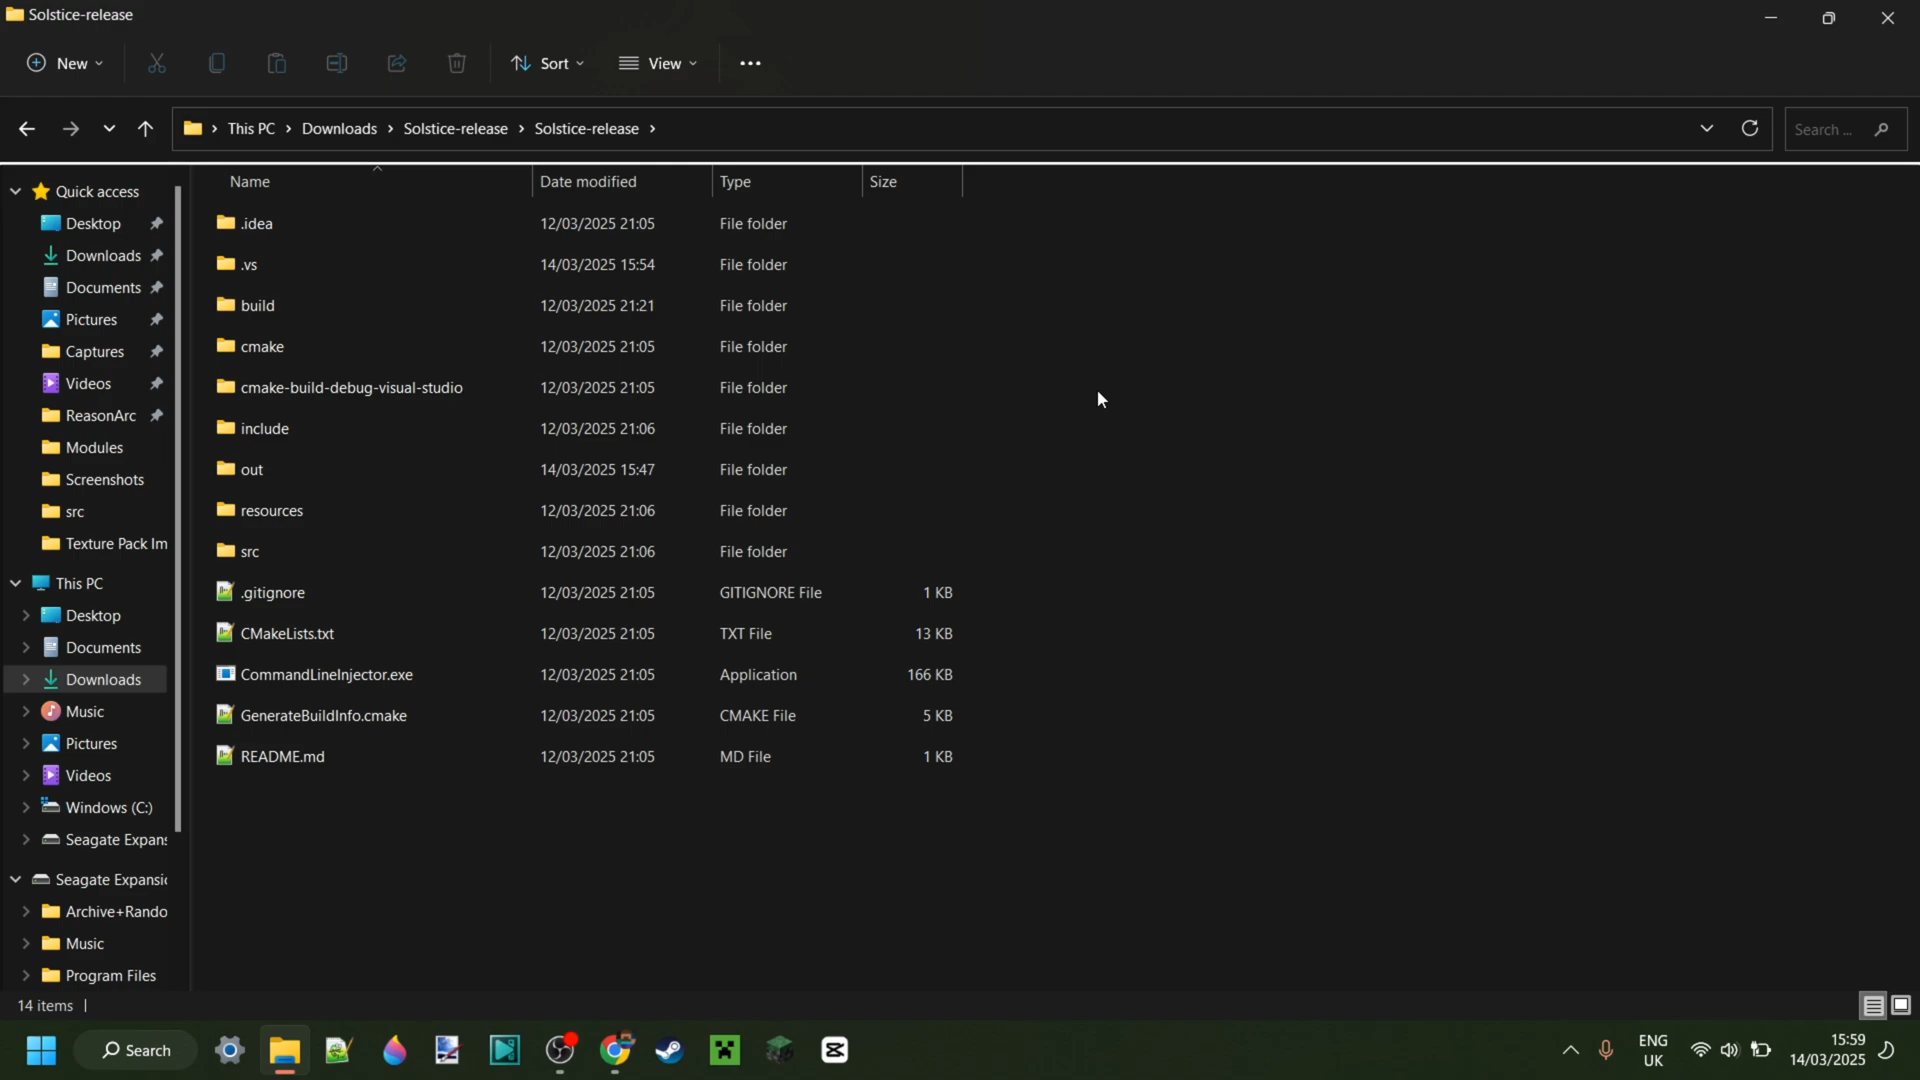 Solstice-release
New
Sort
View
This PC
Downloads
Solstice-release
Solstice-release
Search ...
Name
Date modified
Type
Size
Quick access
Desktop
Downloads
Documents
Pictures
Captures
Videos
ReasonArc
Modules
Screenshots
src
Texture Pack Im
This PC
Desktop
Documents
Downloads
Music
Pictures
Videos
Windows (C:)
Seagate Expans
Seagate Expansic
Archive+Rando
Music
Program Files
.idea 12/03/2025 21:05 File folder
.vs 14/03/2025 15:54 File folder
build 12/03/2025 21:21 File folder
cmake 12/03/2025 21:05 File folder
cmake-build-debug-visual-studio 12/03/2025 21:05 File folder
include 12/03/2025 21:06 File folder
out 14/03/2025 15:47 File folder
resources 12/03/2025 21:06 File folder
src 12/03/2025 21:06 File folder
.gitignore 12/03/2025 21:05 GITIGNORE File 1 KB
CMakeLists.txt 12/03/2025 21:05 TXT File 13 KB
CommandLineInjector.exe 12/03/2025 21:05 Application 166 KB
GenerateBuildInfo.cmake 12/03/2025 21:05 CMAKE File 5 KB
README.md 12/03/2025 21:05 MD File 1 KB
14 items
Search
ENG
UK
15:59
14/03/2025